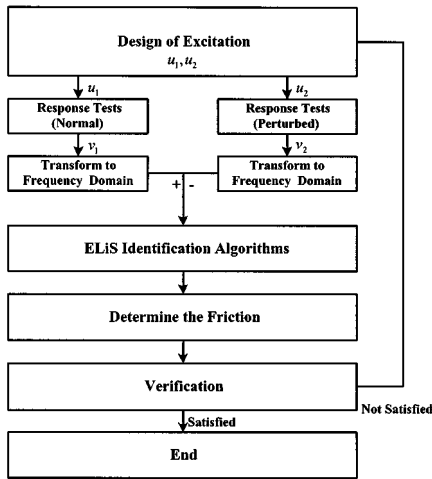 Design of Excitation
u₁, u₂
u₁
u₂
Response Tests
(Normal)
Response Tests
(Perturbed)
v₁
v₂
Transform to
Frequency Domain
Transform to
Frequency Domain
+ -
ELiS Identification Algorithms
Determine the Friction
Verification
Not Satisfied
Satisfied
End